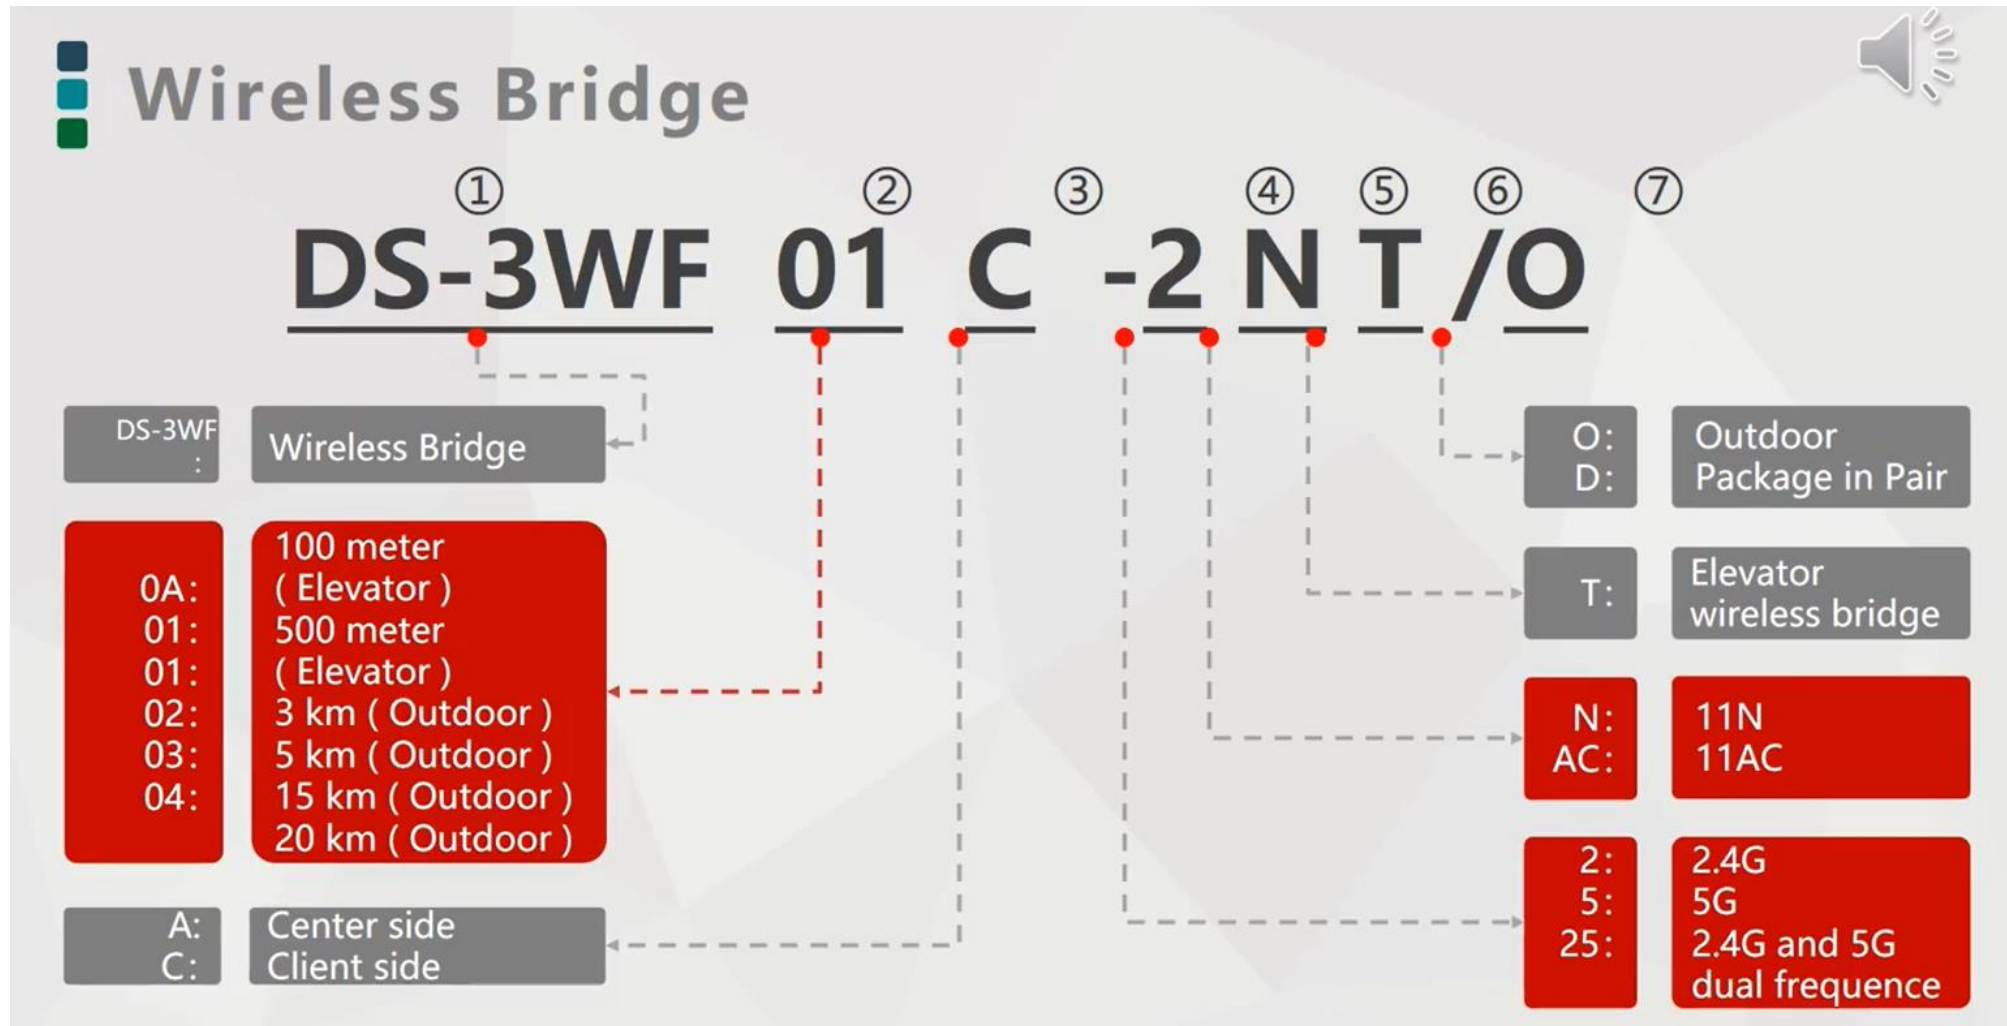 Wireless Bridge
① ② ③ ④ ⑤ ⑥ ⑦
DS-3WF 01 C -2 N T /O
DS-3WF
:
Wireless Bridge
0A:
01:
01:
02:
03:
04:
100 meter
( Elevator )
500 meter
( Elevator )
3 km ( Outdoor )
5 km ( Outdoor )
15 km ( Outdoor )
20 km ( Outdoor )
A:
C:
Center side
Client side
O:
D:
Outdoor
Package in Pair
T:
Elevator
wireless bridge
N:
AC:
11N
11AC
2:
5:
25:
2.4G
5G
2.4G and 5G
dual frequence